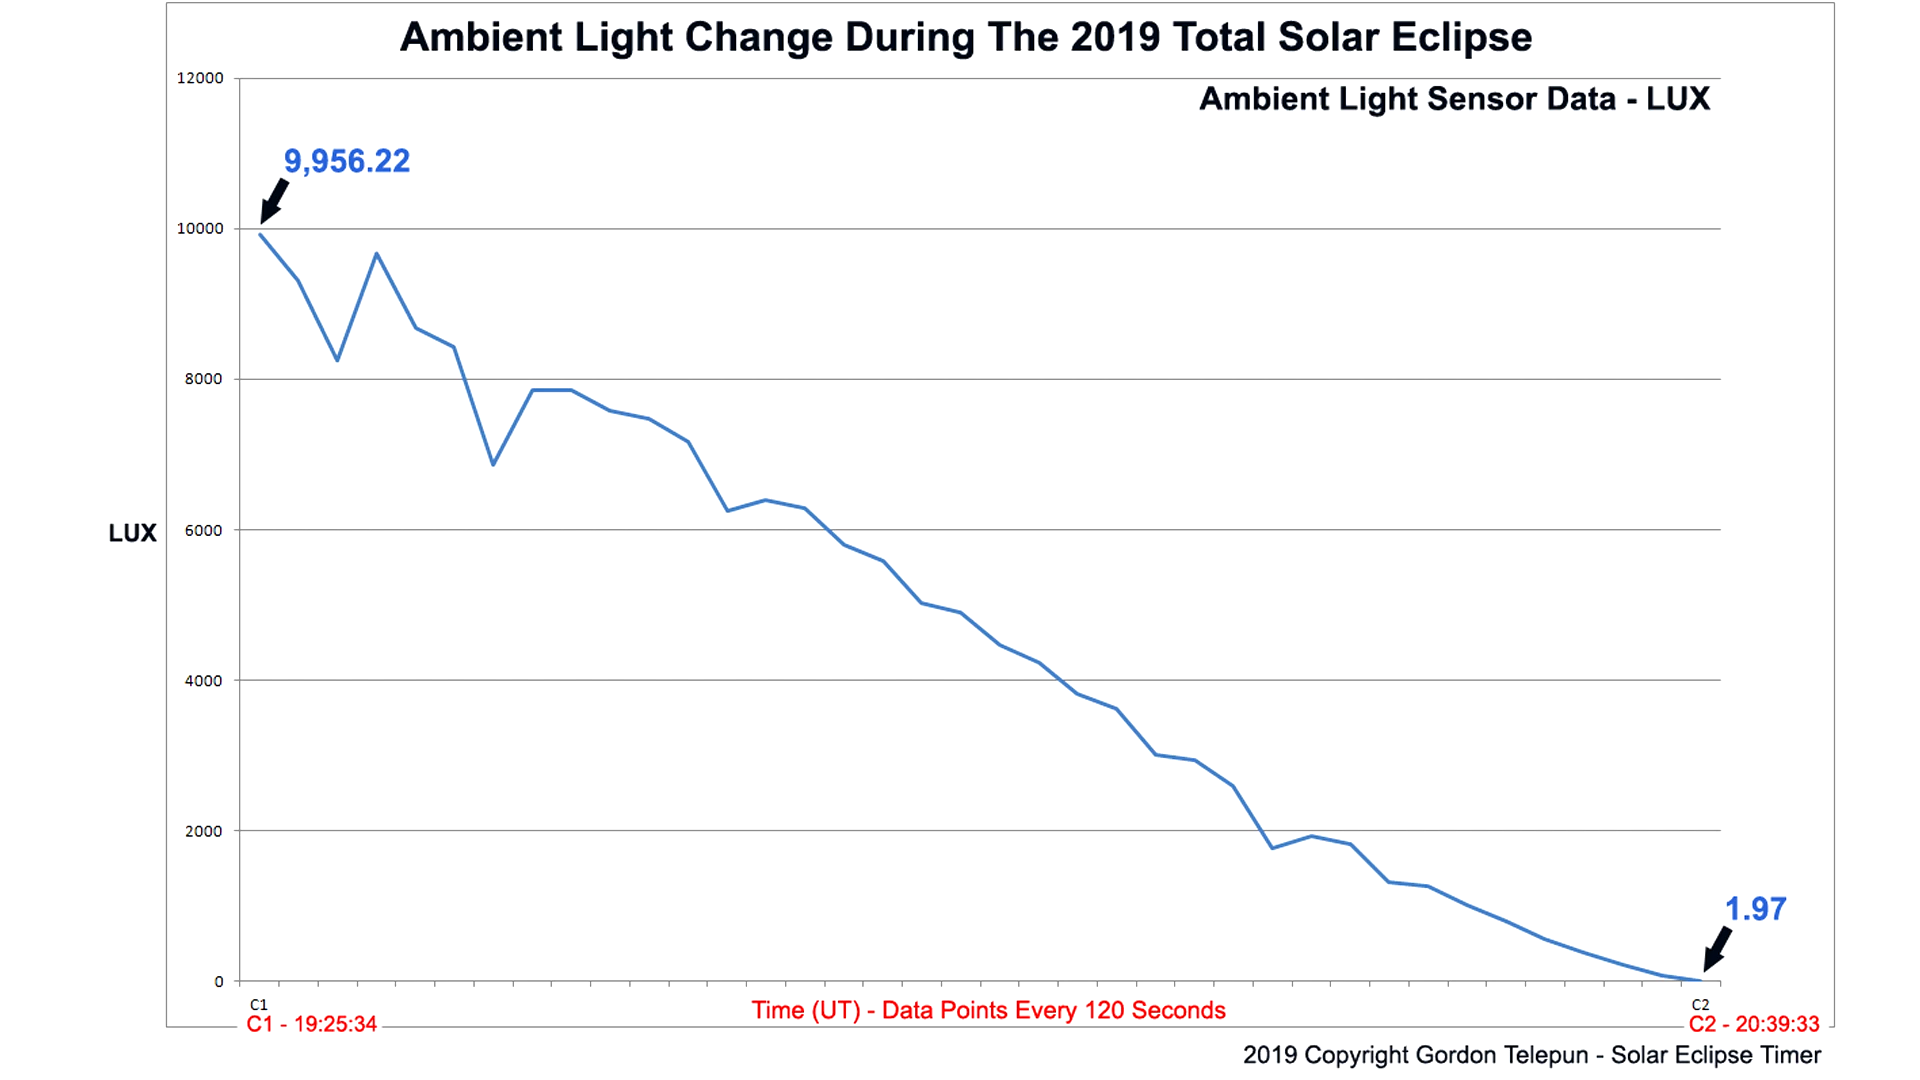 Ambient Light Change During The 2019 Total Solar Eclipse
12000
Ambient Light Sensor Data - LUX
9,956.22
10000
8000
LUX
6000
4000
2000
1.97
0
C1
C2
Time (UT) - Data Points Every 120 Seconds
C1 - 19:25:34
C2 - 20:39:33
2019 Copyright Gordon Telepun - Solar Eclipse Timer